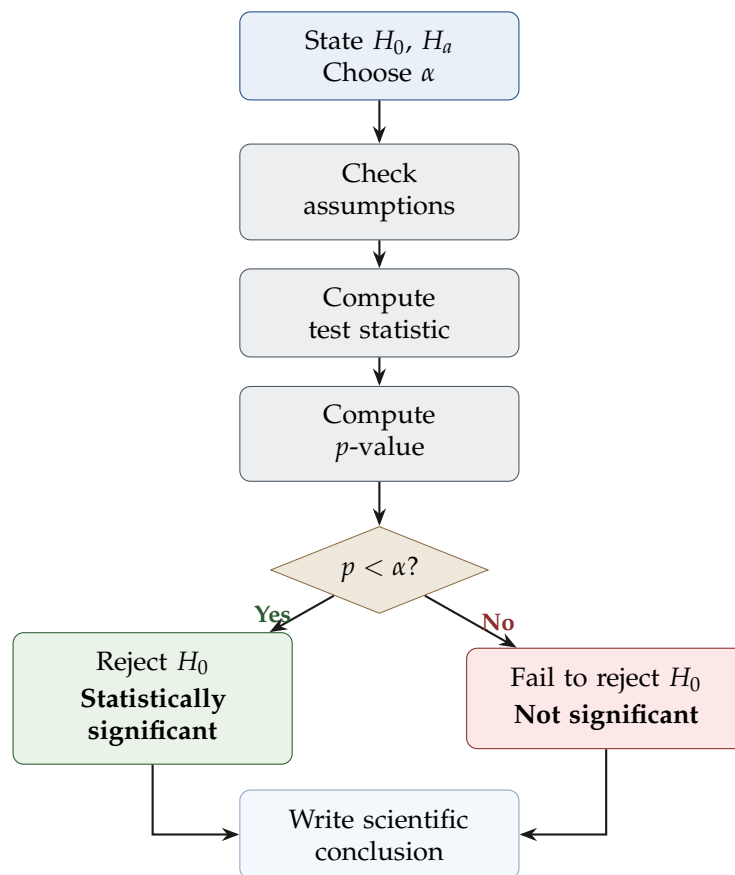 State H₀, Hₐ
Choose α
Check
assumptions
Compute
test statistic
Compute
p-value
p < α?
Yes
No
Reject H₀
Statistically
significant
Fail to reject H₀
Not significant
Write scientific
conclusion